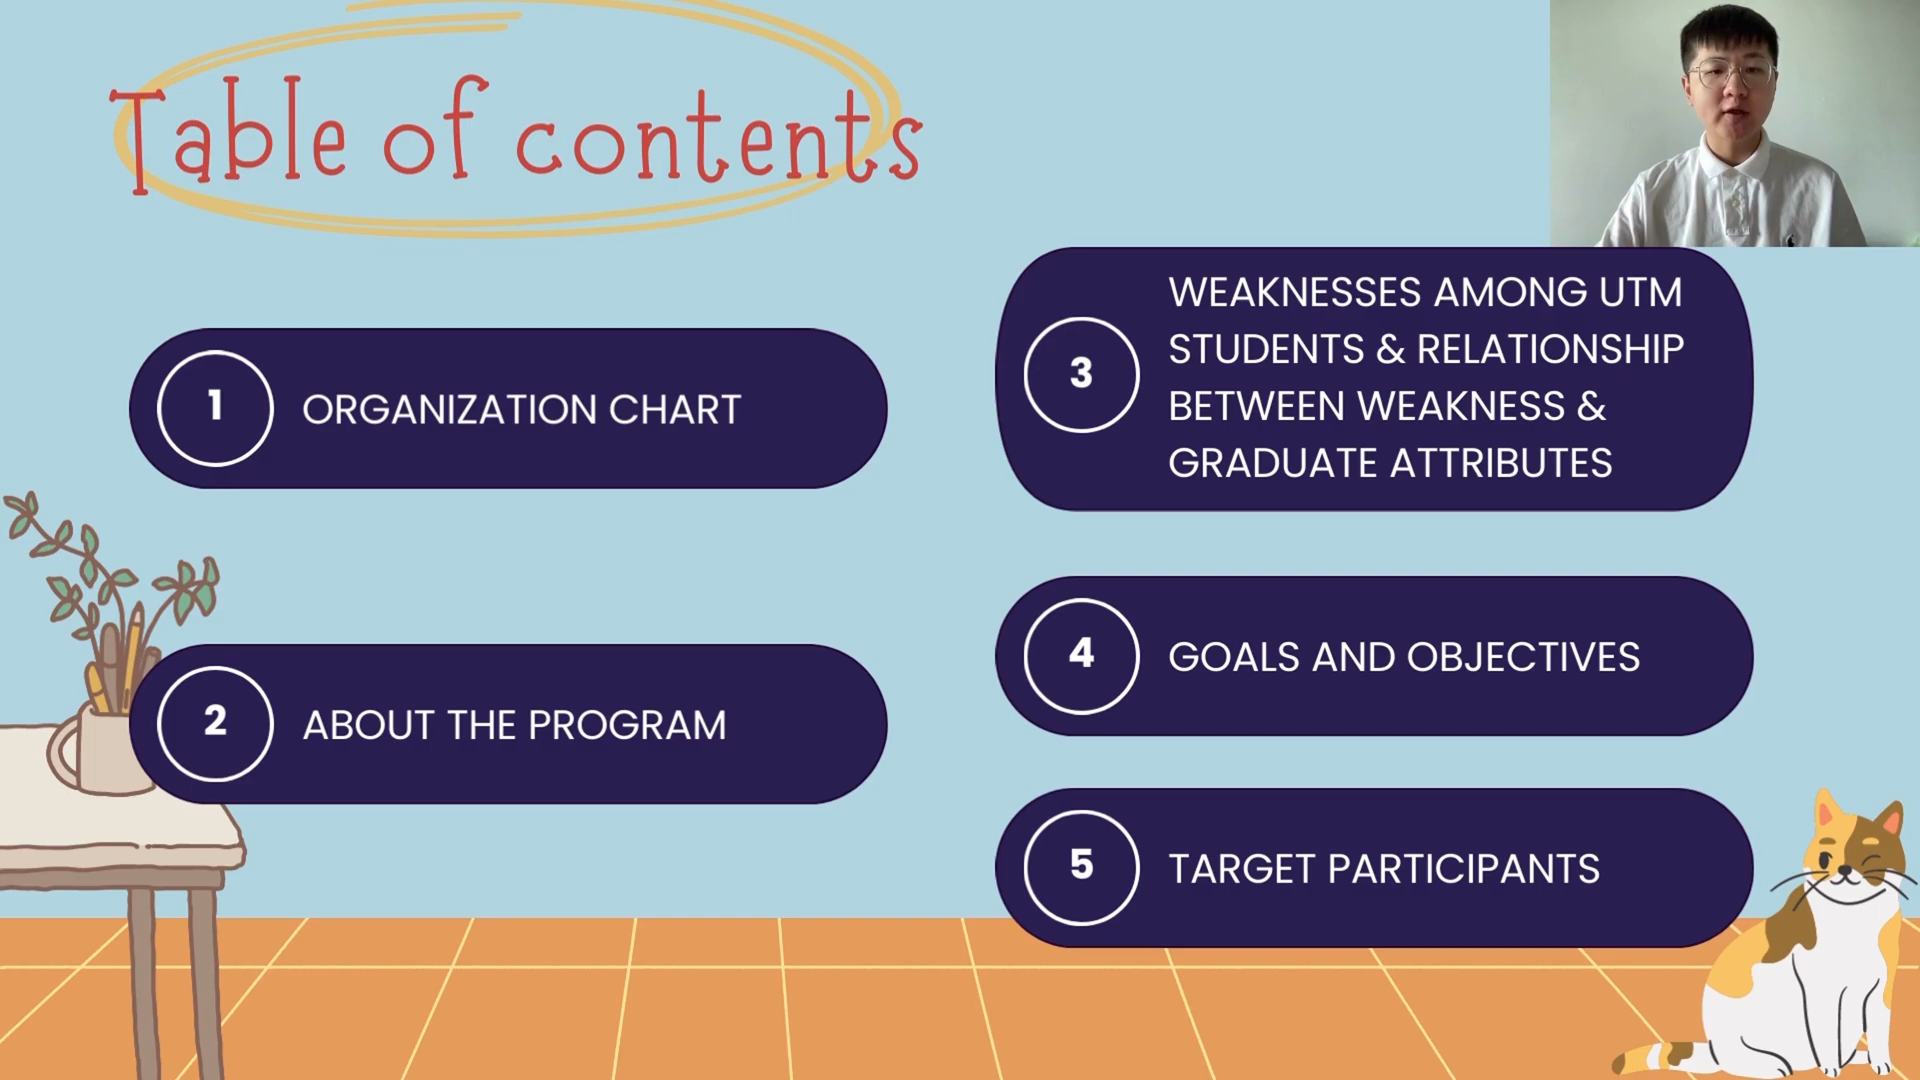 Table of contents
1
ORGANIZATION CHART
2
ABOUT THE PROGRAM
3
WEAKNESSES AMONG UTM
STUDENTS & RELATIONSHIP
BETWEEN WEAKNESS &
GRADUATE ATTRIBUTES
4
GOALS AND OBJECTIVES
5
TARGET PARTICIPANTS